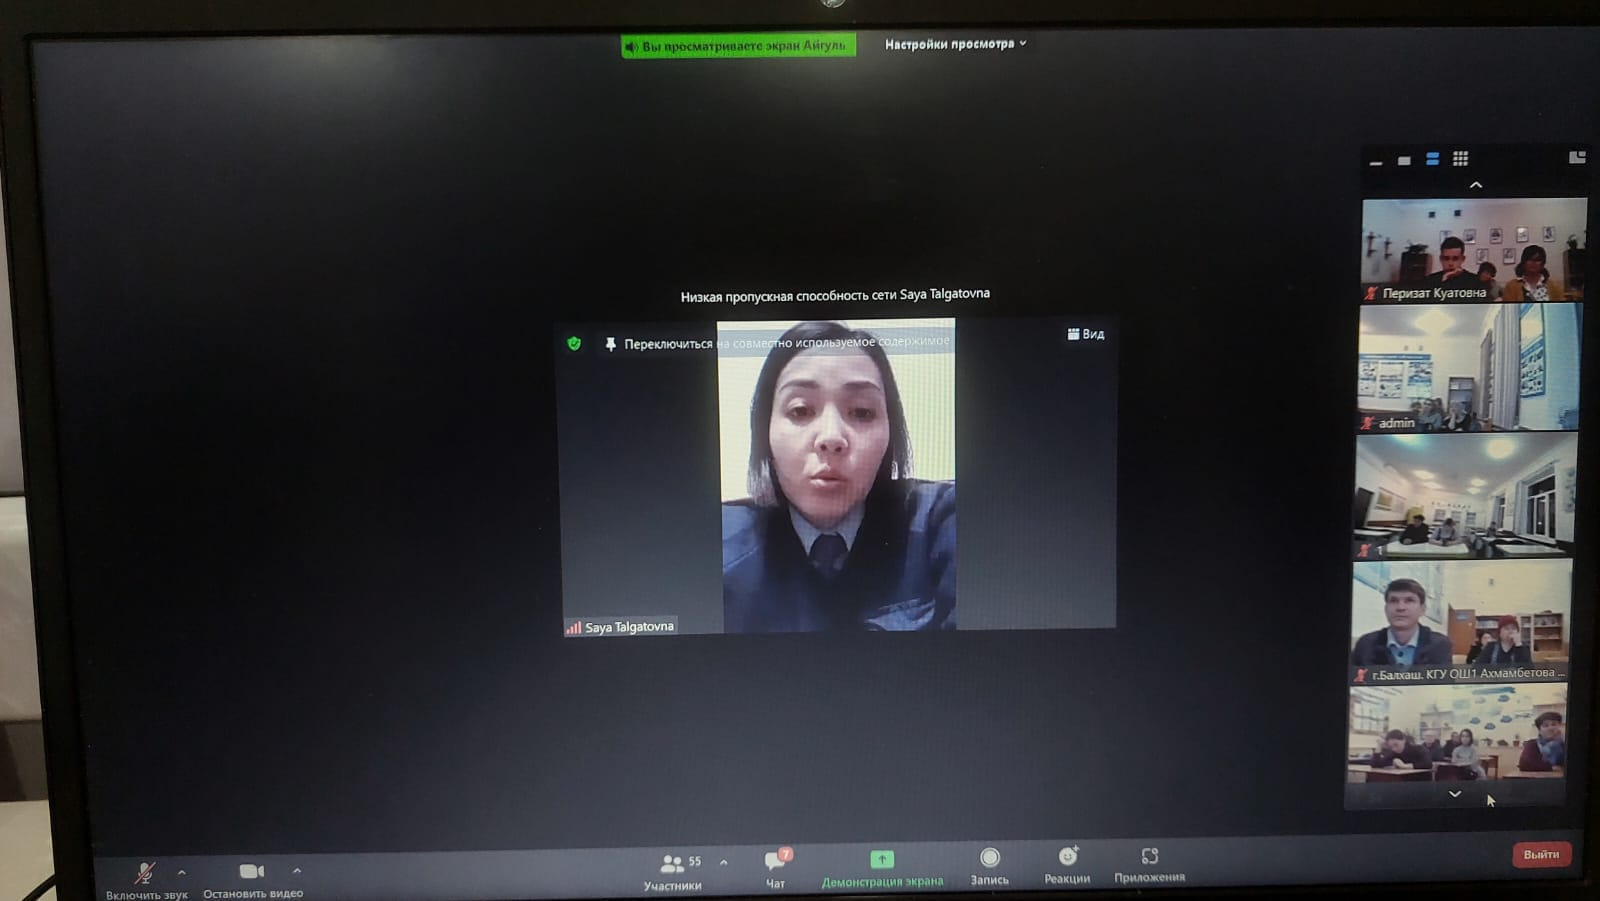 Вы просматриваете экран Айгуль
Настройки просмотра
Низкая пропускная способность сети Saya Talgatovna
Переключиться на совместно используемое содержимое
Вид
Saya Talgatovna
Перизат Куатовна
admin
1
г.Балхаш. КГУ ОШ1 Ахмамбетова ...
Включить звук
Остановить видео
55
Участники
7
Чат
Демонстрация экрана
Запись
Реакции
Приложения
Выйти